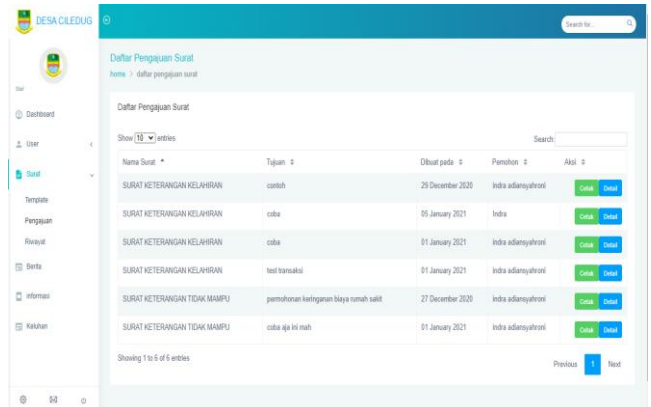 DESA CILEDUG
Search for...
Daftar Pengajuan Surat
home > daftar pengajuan surat
Staf
Dashboard
User
Surat
Template
Pengajuan
Riwayat
Berita
informasi
Keluhan
Daftar Pengajuan Surat
Show 10 entries
Search:
Nama Surat Tujuan Dibuat pada Pemohon Aksi
SURAT KETERANGAN KELAHIRAN contoh 29 December 2020 indra adiansyahroni Cetak Detail
SURAT KETERANGAN KELAHIRAN coba 05 January 2021 Indra Cetak Detail
SURAT KETERANGAN KELAHIRAN coba 01 January 2021 indra adiansyahroni Cetak Detail
SURAT KETERANGAN KELAHIRAN test transaksi 01 January 2021 indra adiansyahroni Cetak Detail
SURAT KETERANGAN TIDAK MAMPU permohonan keringanan biaya rumah sakit 27 December 2020 indra adiansyahroni Cetak Detail
SURAT KETERANGAN TIDAK MAMPU coba aja ini mah 01 January 2021 indra adiansyahroni Cetak Detail
Showing 1 to 6 of 6 entries
Previous 1 Next